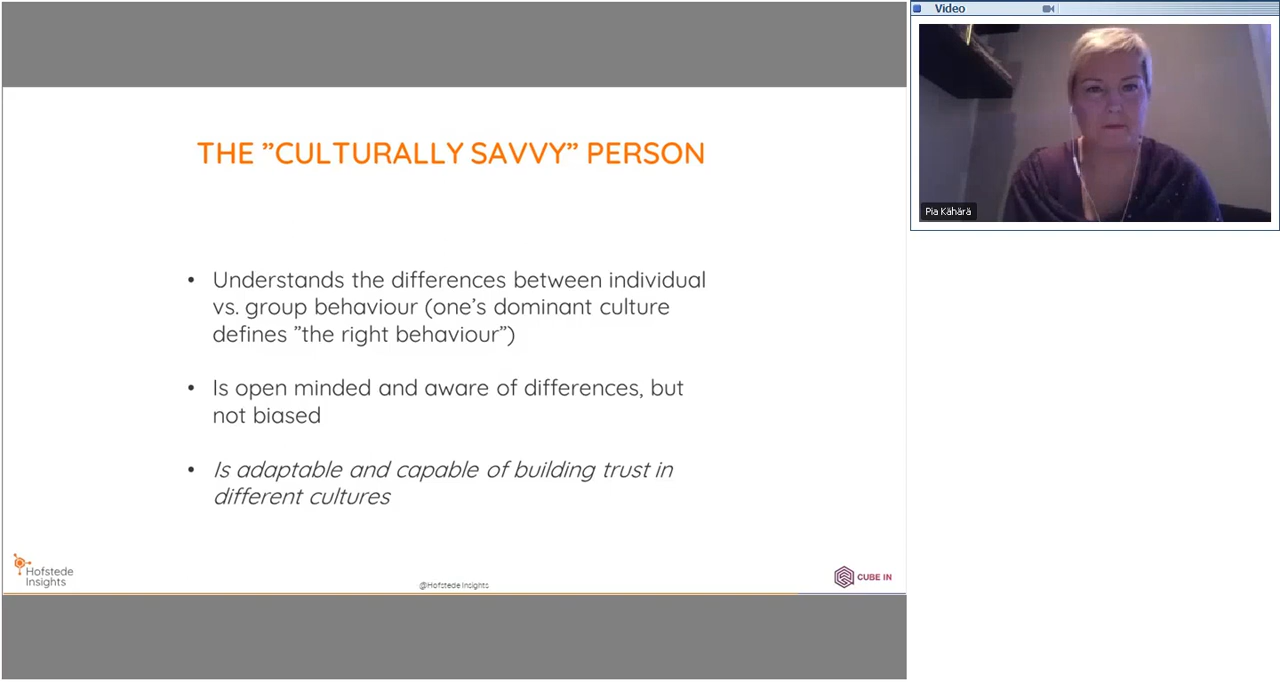 Video
THE ”CULTURALLY SAVVY” PERSON
Pia Kähärä
• Understands the differences between individual
vs. group behaviour (one’s dominant culture
defines ”the right behaviour”)
• Is open minded and aware of differences, but
not biased
• Is adaptable and capable of building trust in
different cultures
Hofstede
Insights
@Hofstede Insights
CUBE IN